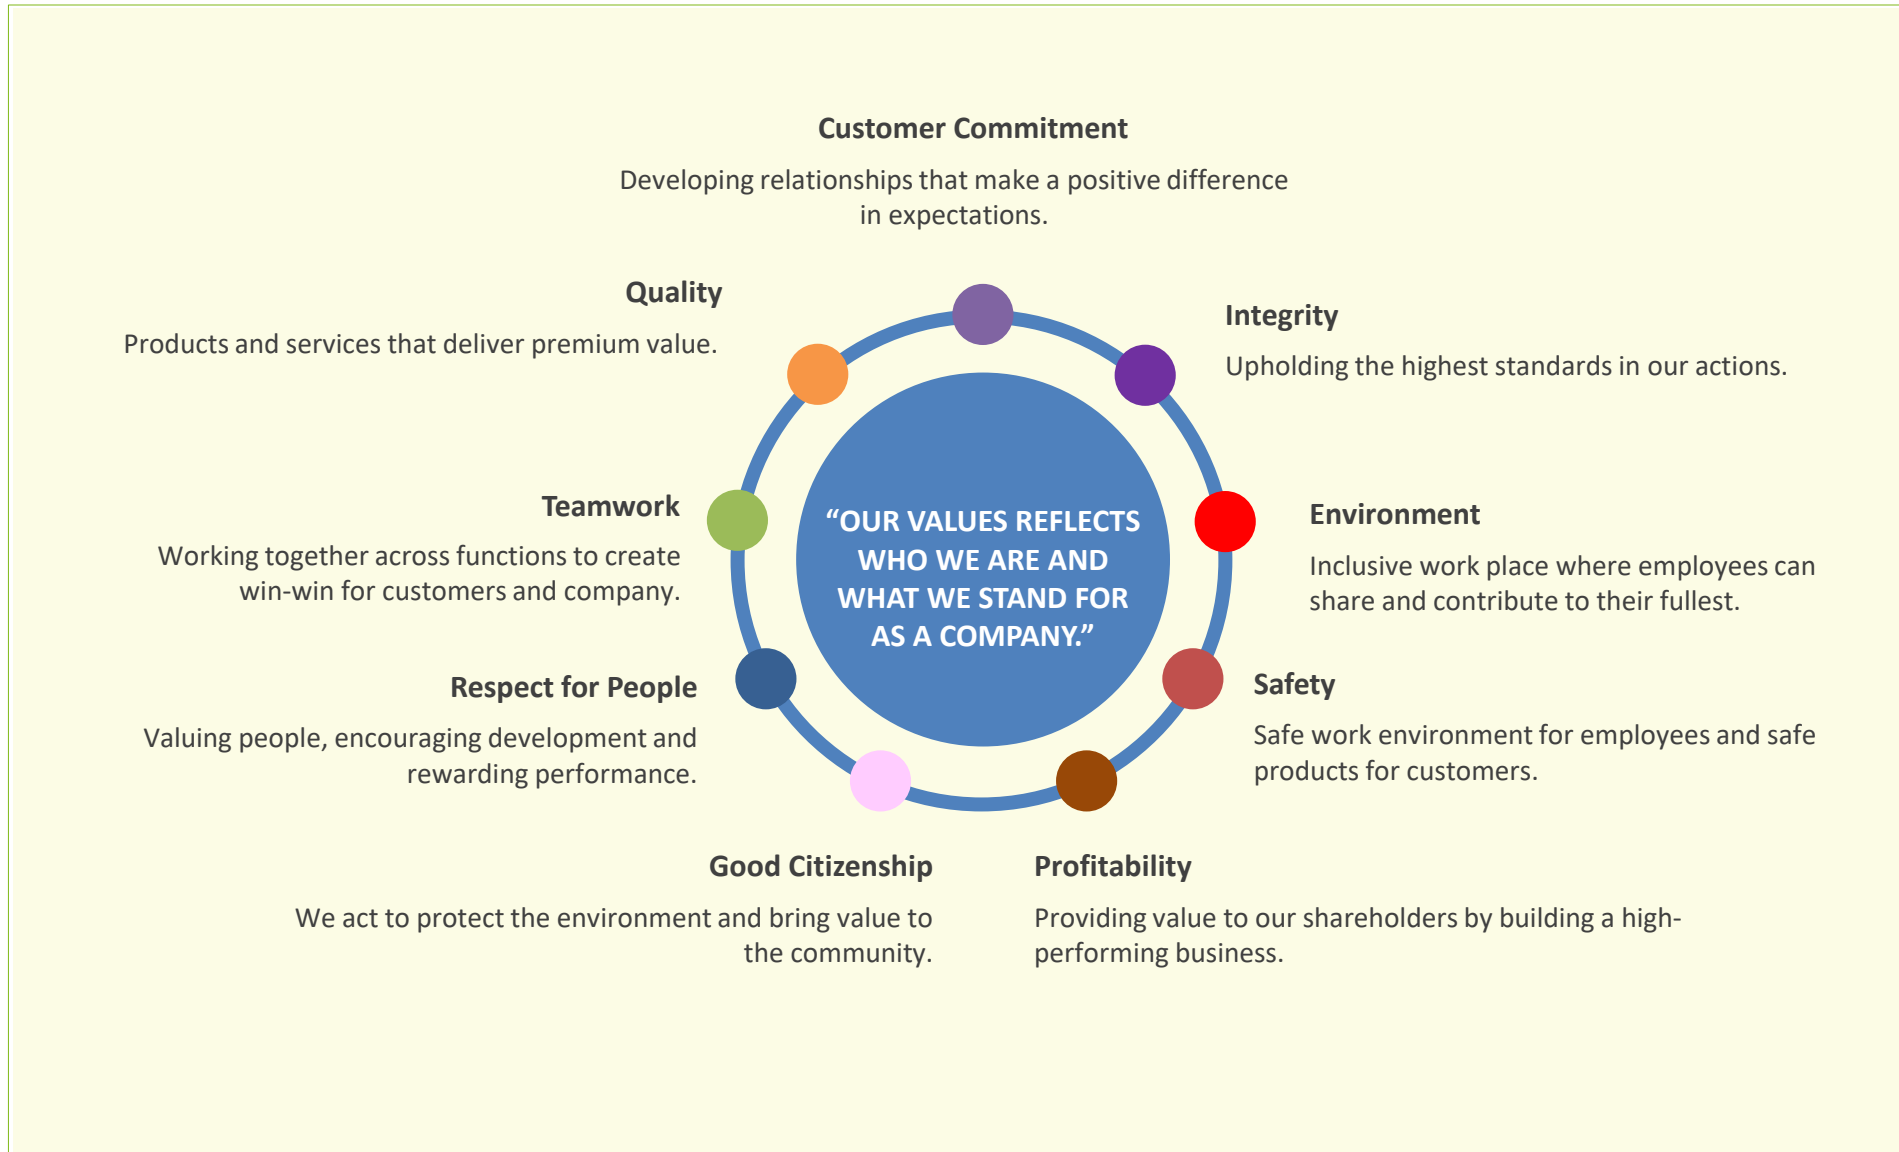 Customer Commitment
Developing relationships that make a positive difference
in expectations.
Quality
Products and services that deliver premium value.
Integrity
Upholding the highest standards in our actions.
Teamwork
Working together across functions to create
win-win for customers and company.
“OUR VALUES REFLECTS
WHO WE ARE AND
WHAT WE STAND FOR
AS A COMPANY.”
Environment
Inclusive work place where employees can
share and contribute to their fullest.
Respect for People
Valuing people, encouraging development and
rewarding performance.
Safety
Safe work environment for employees and safe
products for customers.
Good Citizenship
We act to protect the environment and bring value to
the community.
Profitability
Providing value to our shareholders by building a high-
performing business.